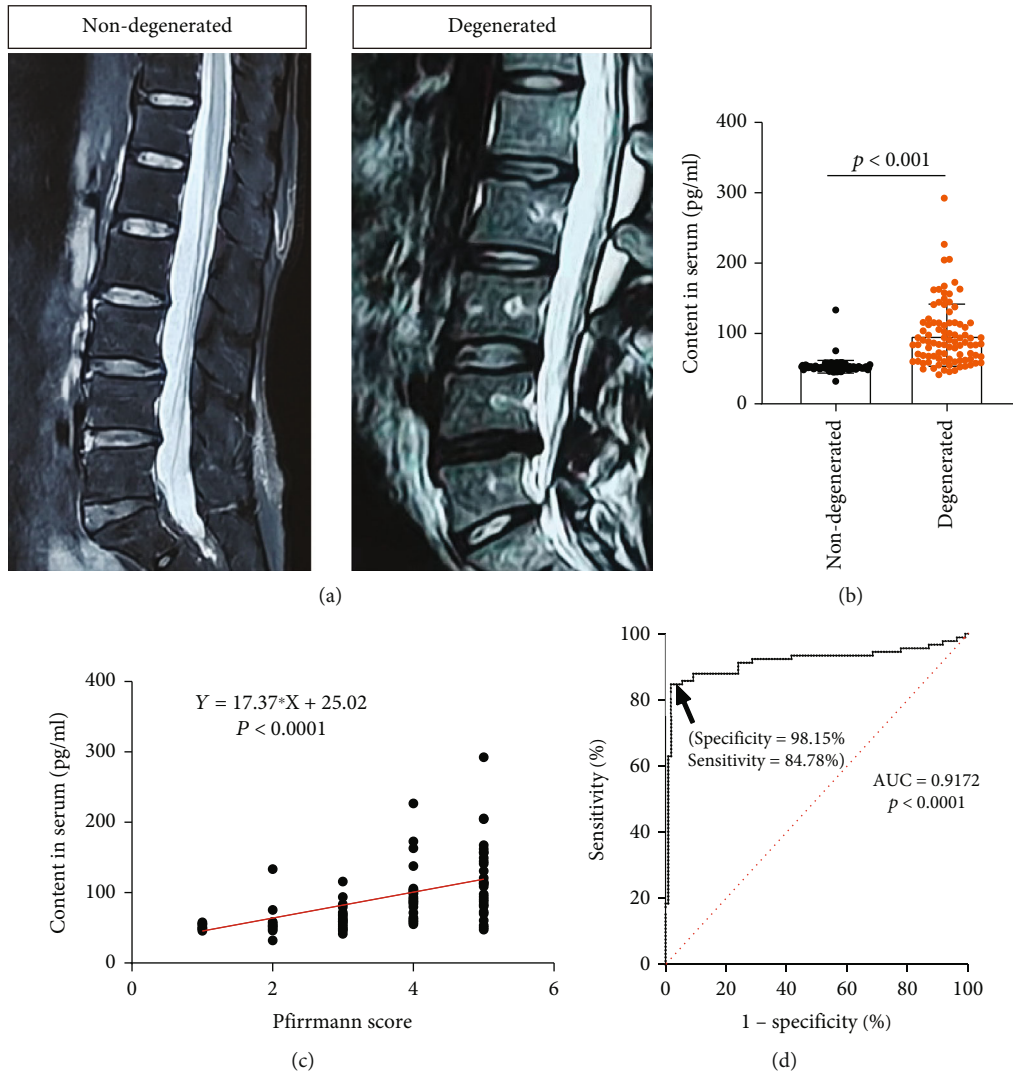 Non-degenerated
Degenerated
(a)
Content in serum (pg/ml)
400
300
200
100
0
p < 0.001
Non-degenerated
Degenerated
(b)
Content in serum (pg/ml)
400
300
200
100
0
Y = 17.37*X + 25.02
P < 0.0001
0
2
4
6
Pfirrmann score
(c)
Sensitivity (%)
100
80
60
40
20
0
(Specificity = 98.15%
Sensitivity = 84.78%)
AUC = 0.9172
p < 0.0001
0
20
40
60
80
100
1 – specificity (%)
(d)